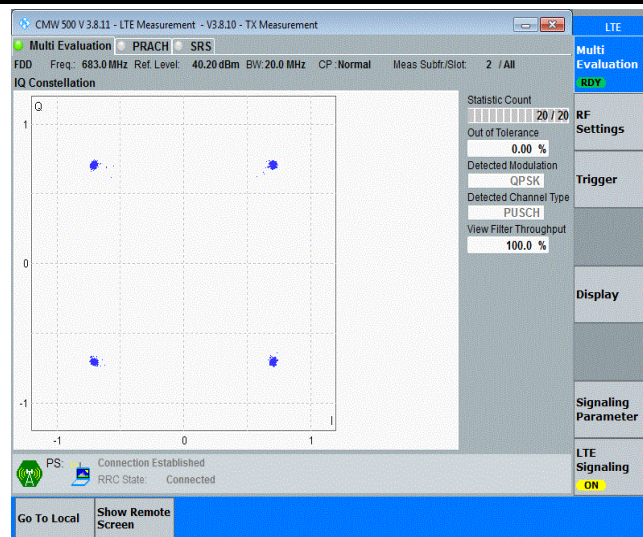 CMW 500 V 3.8.11 - LTE Measurement - V3.8.10 - TX Measurement
LTE
Multi Evaluation PRACH SRS
Multi Evaluation
RDY
FDD Freq.: 683.0 MHz Ref. Level: 40.20 dBm BW: 20.0 MHz CP : Normal Meas Subfr./Slot: 2 / All
IQ Constellation
Q
1
0
-1
-1 0 1
I
Statistic Count
20 / 20
Out of Tolerance
0.00 %
Detected Modulation
QPSK
Detected Channel Type
PUSCH
View Filter Throughput
100.0 %
RF Settings
Trigger
Display
Signaling Parameter
LTE Signaling
ON
PS: Connection Established
RRC State: Connected
Go To Local
Show Remote Screen